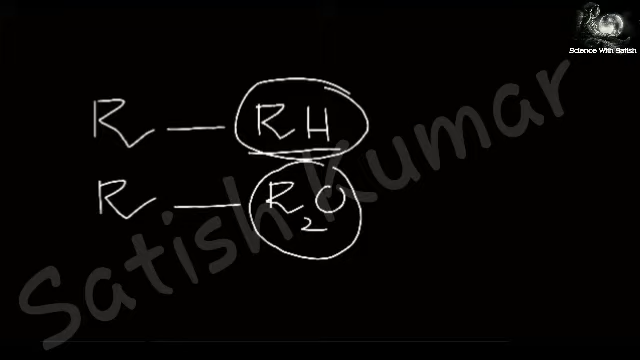 Science With Satish
R — RH
R — R₂O
Satish Kumar